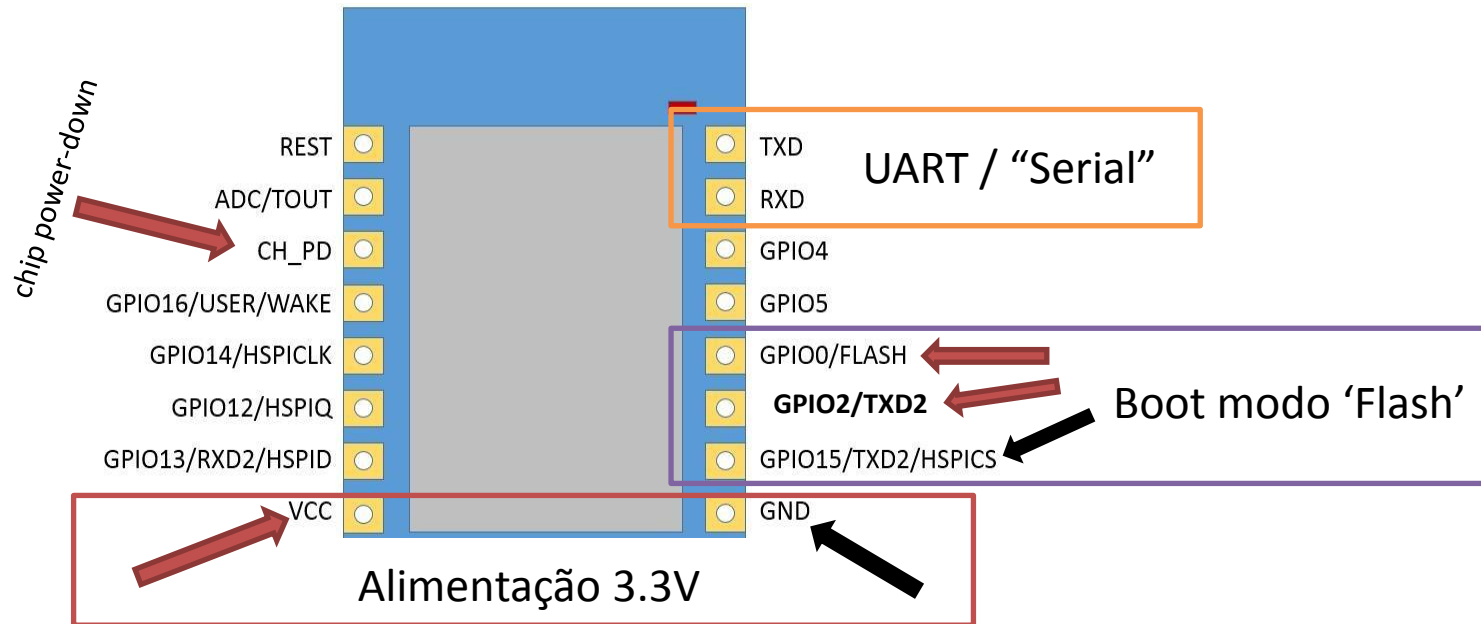 chip power-down
REST
ADC/TOUT
CH_PD
GPIO16/USER/WAKE
GPIO14/HSPICLK
GPIO12/HSPIQ
GPIO13/RXD2/HSPID
VCC
TXD
RXD
UART / “Serial”
GPIO4
GPIO5
GPIO0/FLASH
GPIO2/TXD2
Boot modo ‘Flash’
GPIO15/TXD2/HSPICS
GND
Alimentação 3.3V